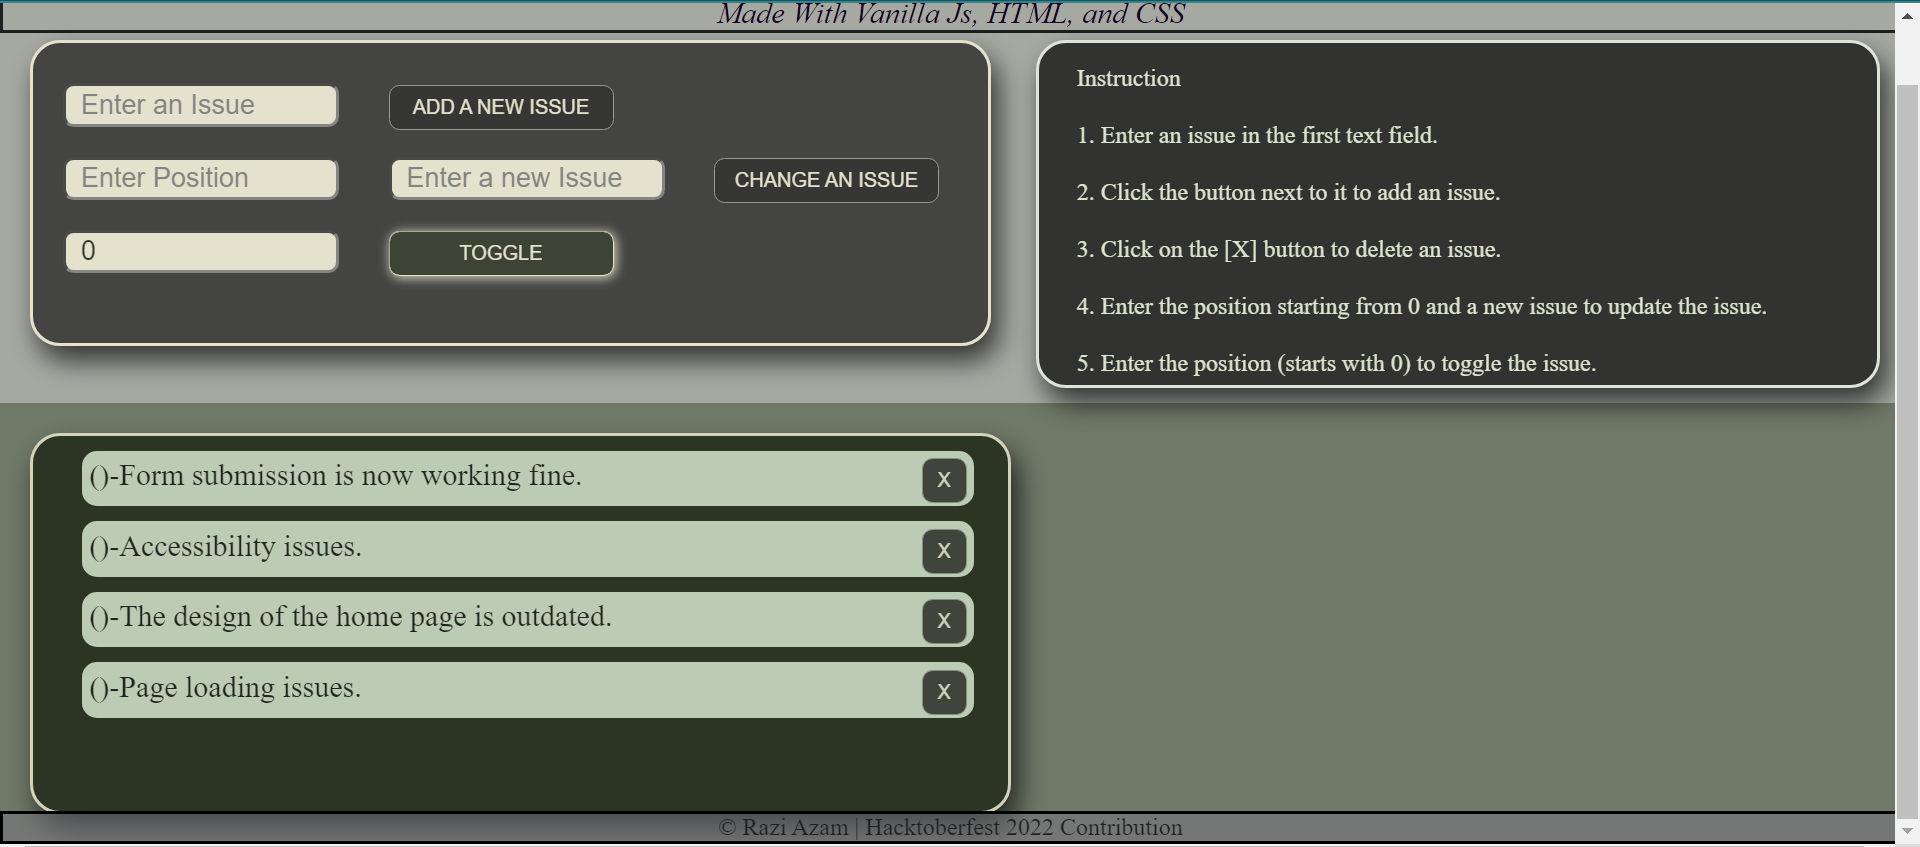 Made With Vanilla Js, HTML, and CSS
Enter an Issue
ADD A NEW ISSUE
Enter Position
Enter a new Issue
CHANGE AN ISSUE
0
TOGGLE
Instruction
1. Enter an issue in the first text field.
2. Click the button next to it to add an issue.
3. Click on the [X] button to delete an issue.
4. Enter the position starting from 0 and a new issue to update the issue.
5. Enter the position (starts with 0) to toggle the issue.
()-Form submission is now working fine.
X
()-Accessibility issues.
X
()-The design of the home page is outdated.
X
()-Page loading issues.
X
© Razi Azam | Hacktoberfest 2022 Contribution